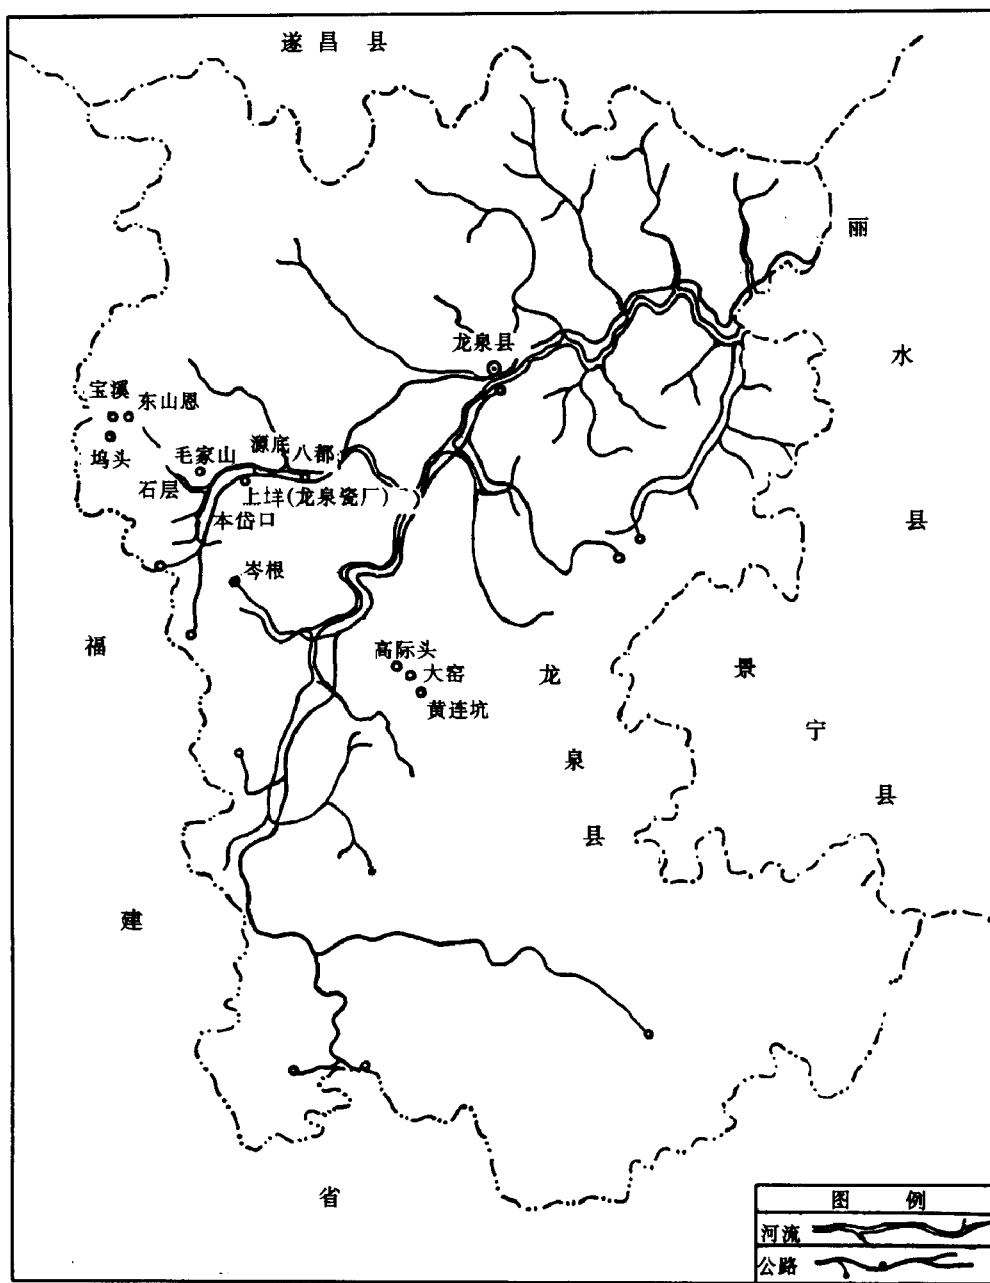 遂昌县
丽
水
县
龙泉县
宝溪
东山恩
坞头
毛家山
源底
八都
石层
上垟(龙泉瓷厂)
本岱口
岑根
福
建
省
高际头
大窑
黄连坑
龙
泉
县
景
宁
县
图 例
河流
公路